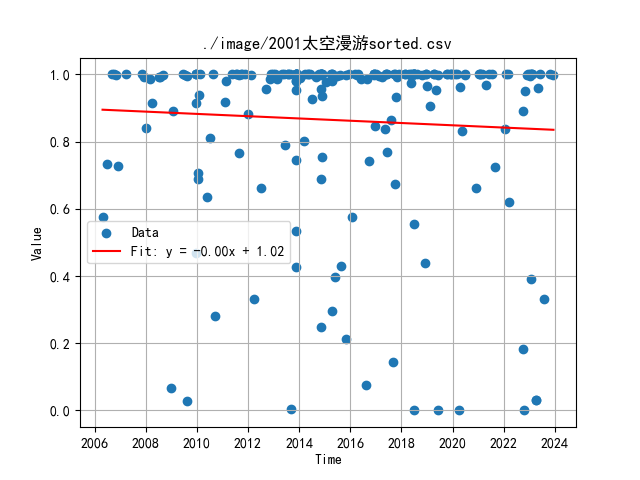 ./image/2001太空漫游sorted.csv
1.0
0.8
0.6
0.4
0.2
0.0
Value
Data
Fit: y = −0.00x + 1.02
2006 2008 2010 2012 2014 2016 2018 2020 2022 2024
Time